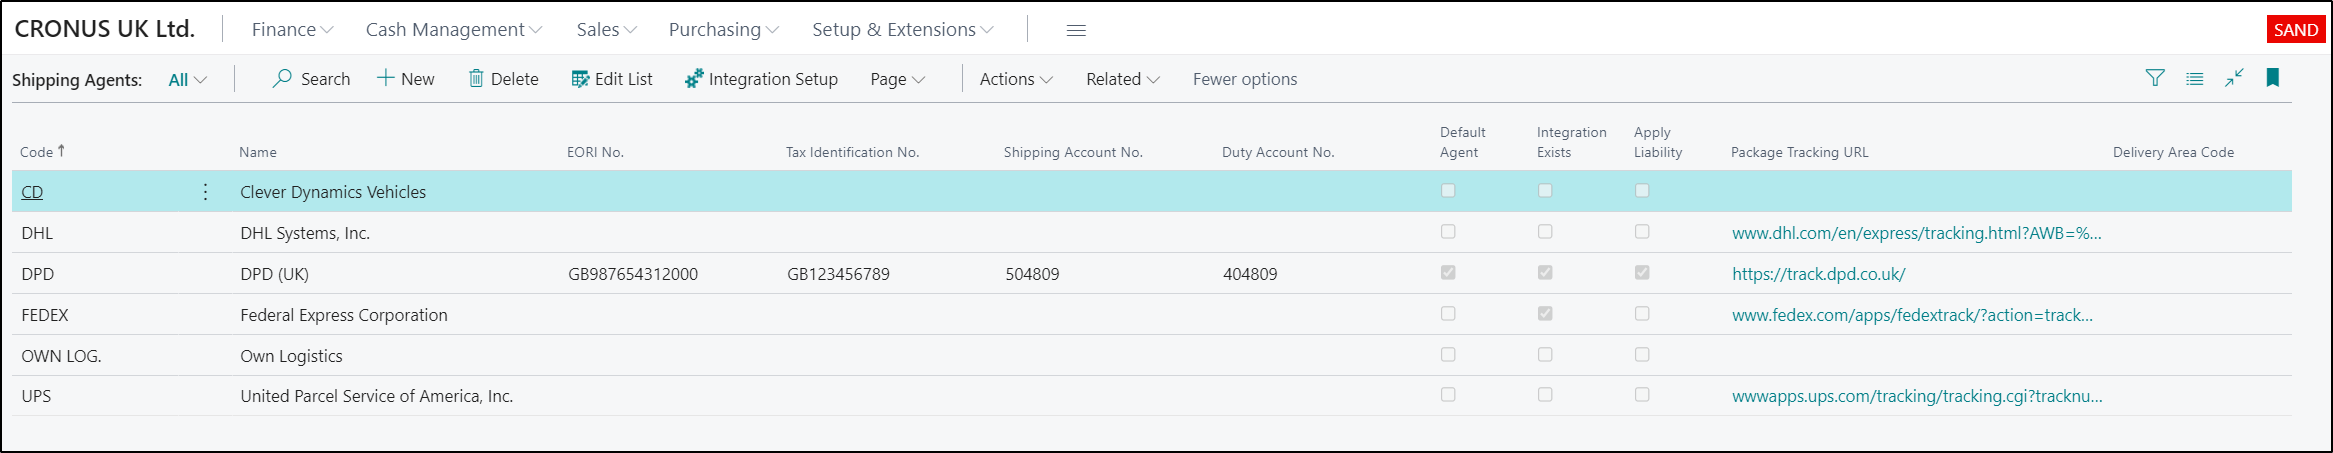 CRONUS UK Ltd. Finance Cash Management Sales Purchasing Setup & Extensions SAND
Shipping Agents: All Search New Delete Edit List Integration Setup Page Actions Related Fewer options
Code ↑ Name EORI No. Tax Identification No. Shipping Account No. Duty Account No. Default Agent Integration Exists Apply Liability Package Tracking URL Delivery Area Code
CD Clever Dynamics Vehicles
DHL DHL Systems, Inc. www.dhl.com/en/express/tracking.html?AWB=%...
DPD DPD (UK) GB987654312000 GB123456789 504809 404809 https://track.dpd.co.uk/
FEDEX Federal Express Corporation www.fedex.com/apps/fedextrack/?action=track...
OWN LOG. Own Logistics
UPS United Parcel Service of America, Inc. wwwapps.ups.com/tracking/tracking.cgi?tracknu...